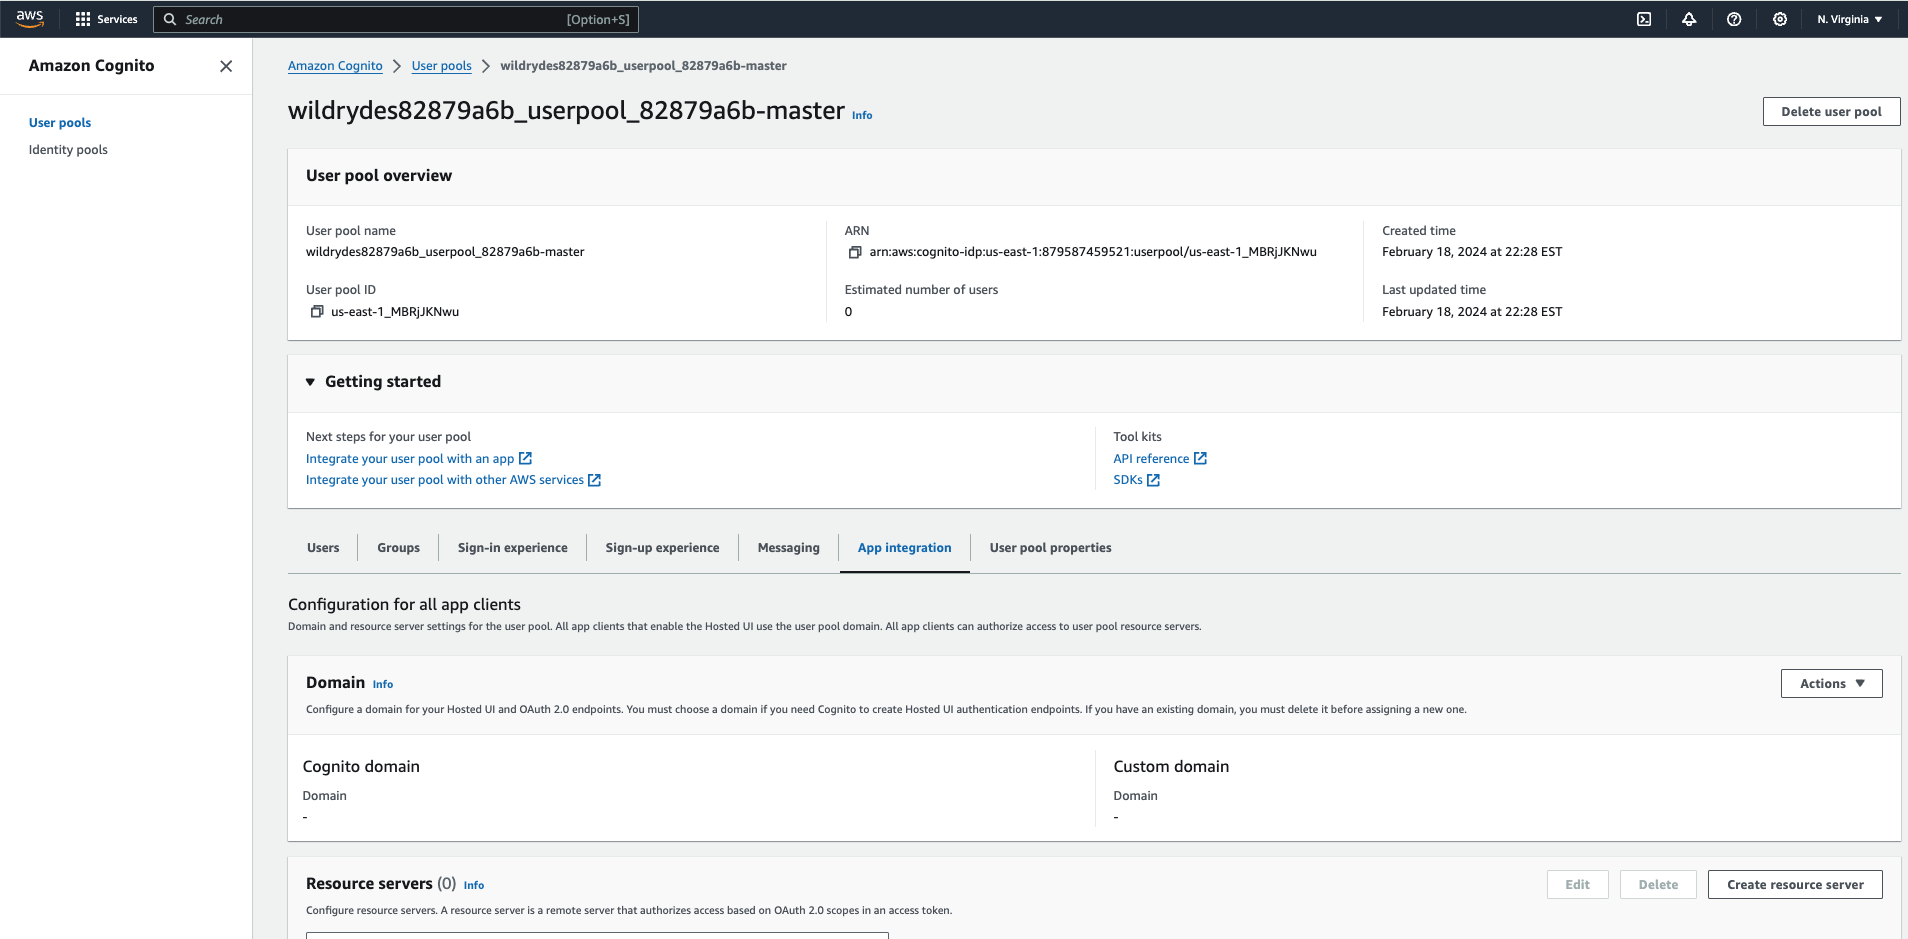 aws
Services
Search
[Option+S]
N. Virginia
Amazon Cognito
User pools
Identity pools
Amazon Cognito
User pools
wildrydes82879a6b_userpool_82879a6b-master
wildrydes82879a6b_userpool_82879a6b-master Info
Delete user pool
User pool overview
User pool name
wildrydes82879a6b_userpool_82879a6b-master
User pool ID
us-east-1_MBRjJKNwu
ARN
arn:aws:cognito-idp:us-east-1:879587459521:userpool/us-east-1_MBRjJKNwu
Estimated number of users
0
Created time
February 18, 2024 at 22:28 EST
Last updated time
February 18, 2024 at 22:28 EST
Getting started
Next steps for your user pool
Integrate your user pool with an app
Integrate your user pool with other AWS services
Tool kits
API reference
SDKs
Users
Groups
Sign-in experience
Sign-up experience
Messaging
App integration
User pool properties
Configuration for all app clients
Domain and resource server settings for the user pool. All app clients that enable the Hosted UI use the user pool domain. All app clients can authorize access to user pool resource servers.
Domain Info
Actions
Configure a domain for your Hosted UI and OAuth 2.0 endpoints. You must choose a domain if you need Cognito to create Hosted UI authentication endpoints. If you have an existing domain, you must delete it before assigning a new one.
Cognito domain
Domain
-
Custom domain
Domain
-
Resource servers (0) Info
Edit
Delete
Create resource server
Configure resource servers. A resource server is a remote server that authorizes access based on OAuth 2.0 scopes in an access token.